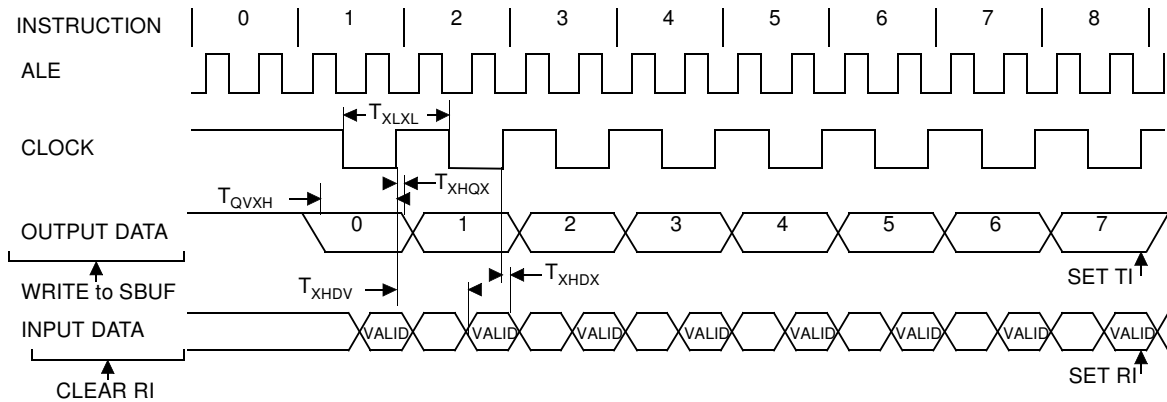 INSTRUCTION 0 1 2 3 4 5 6 7 8
ALE
T_XLXL
CLOCK
T_XHQX
T_QVXH
OUTPUT DATA 0 1 2 3 4 5 6 7
T_XHDX
SET TI
WRITE to SBUF
T_XHDV
INPUT DATA VALID VALID VALID VALID VALID VALID VALID VALID
SET RI
CLEAR RI